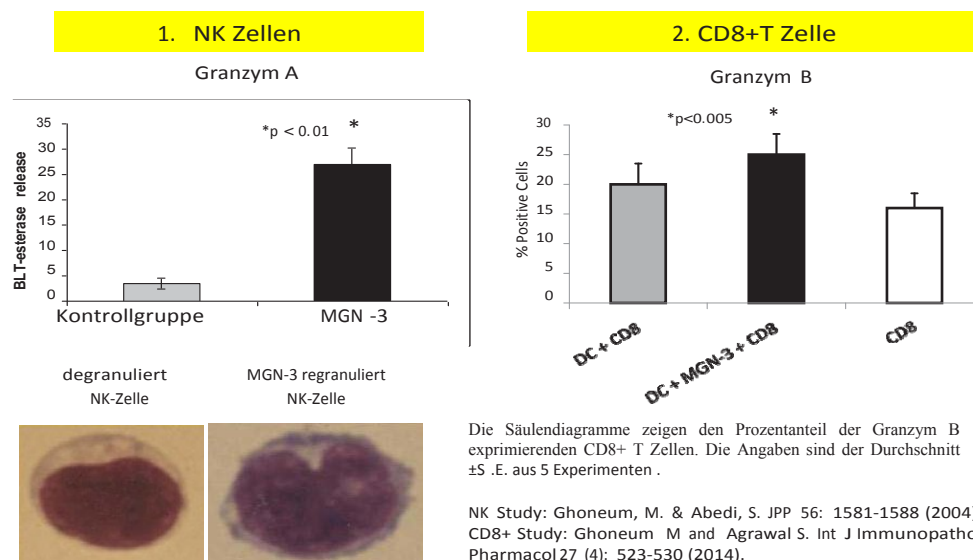 1. NK Zellen
Granzym A
35
30
25
20
15
10
5
0
BLT-esterase release
*p < 0.01
*
Kontrollgruppe
MGN -3
degranuliert
NK-Zelle
MGN-3 regranuliert
NK-Zelle
2. CD8+T Zelle
Granzym B
30
25
20
15
10
5
0
% Positive Cells
*p<0.005
*
DC + CD8
DC + MGN-3 + CD8
CD8
Die Säulendiagramme zeigen den Prozentanteil der Granzym B
exprimierenden CD8+ T Zellen. Die Angaben sind der Durchschnitt
±S .E. aus 5 Experimenten .
NK Study: Ghoneum, M. & Abedi, S. JPP 56: 1581-1588 (2004)
CD8+ Study: Ghoneum M and Agrawal S. Int J Immunopatho
Pharmacol 27 (4): 523-530 (2014).